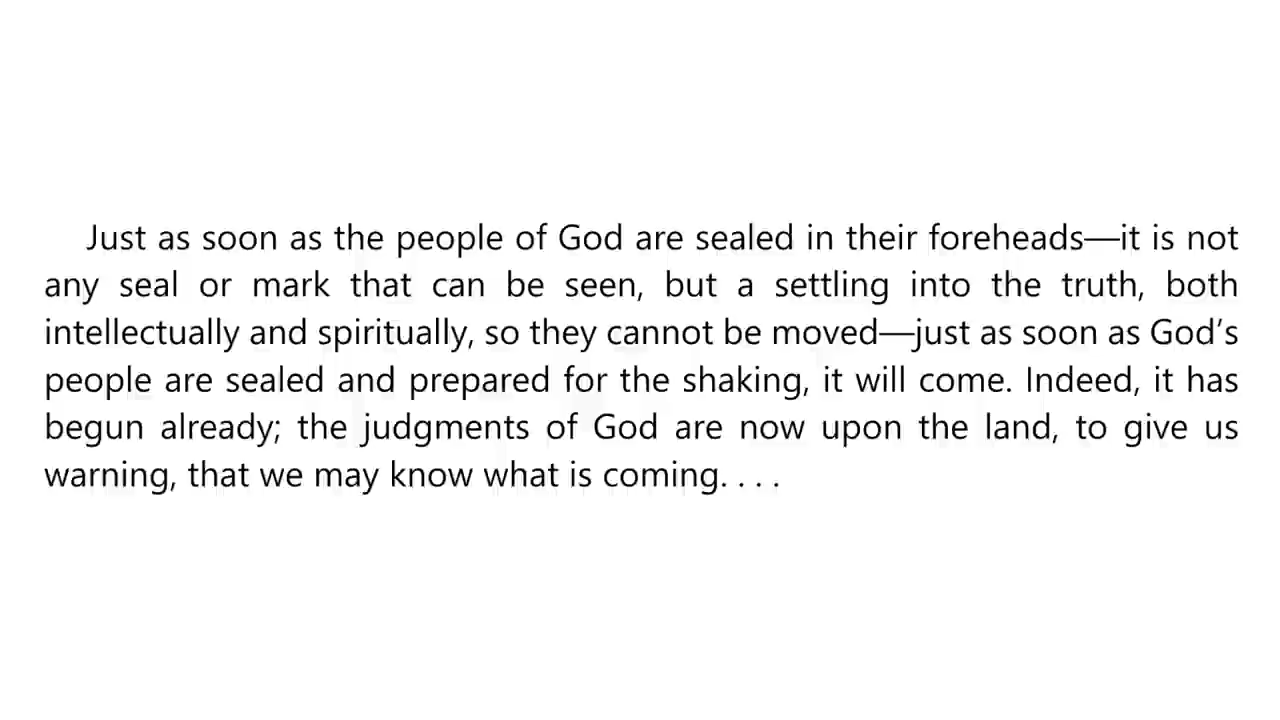 Just as soon as the people of God are sealed in their foreheads—it is not
any seal or mark that can be seen, but a settling into the truth, both
intellectually and spiritually, so they cannot be moved—just as soon as God’s
people are sealed and prepared for the shaking, it will come. Indeed, it has
begun already; the judgments of God are now upon the land, to give us
warning, that we may know what is coming. . . .